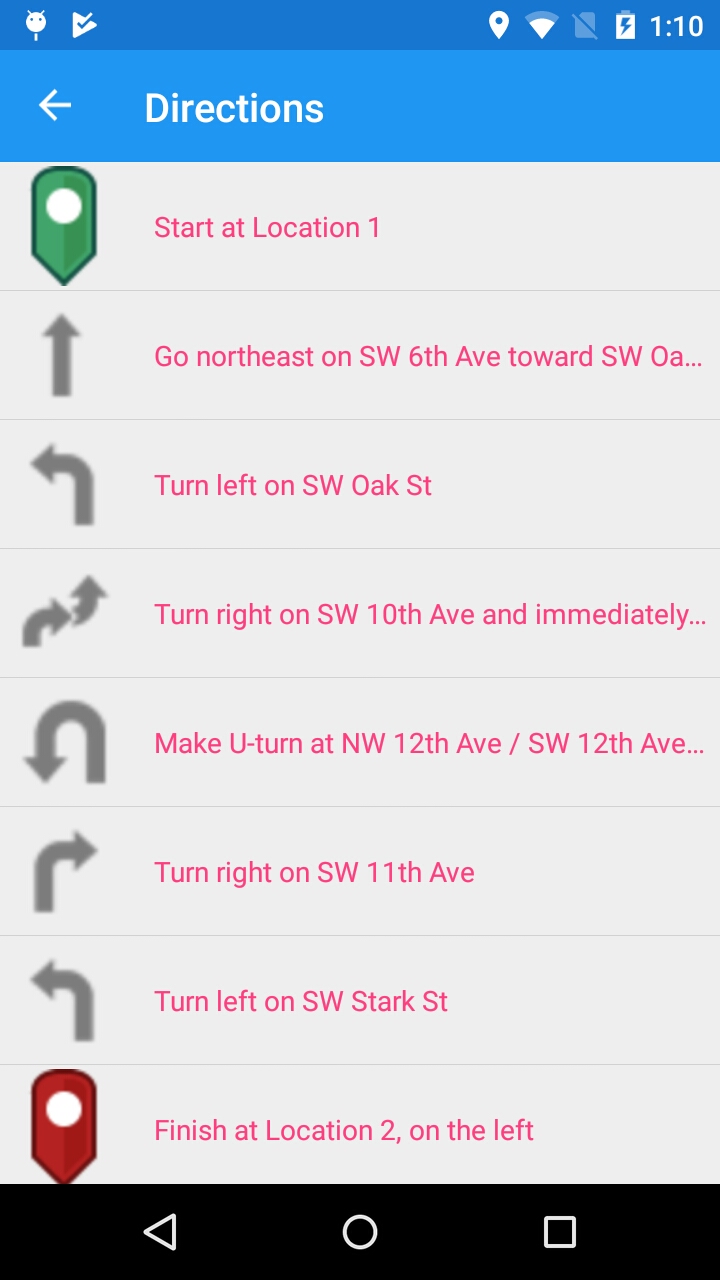 1:10
Directions
Start at Location 1
Go northeast on SW 6th Ave toward SW Oa...
Turn left on SW Oak St
Turn right on SW 10th Ave and immediately...
Make U-turn at NW 12th Ave / SW 12th Ave...
Turn right on SW 11th Ave
Turn left on SW Stark St
Finish at Location 2, on the left